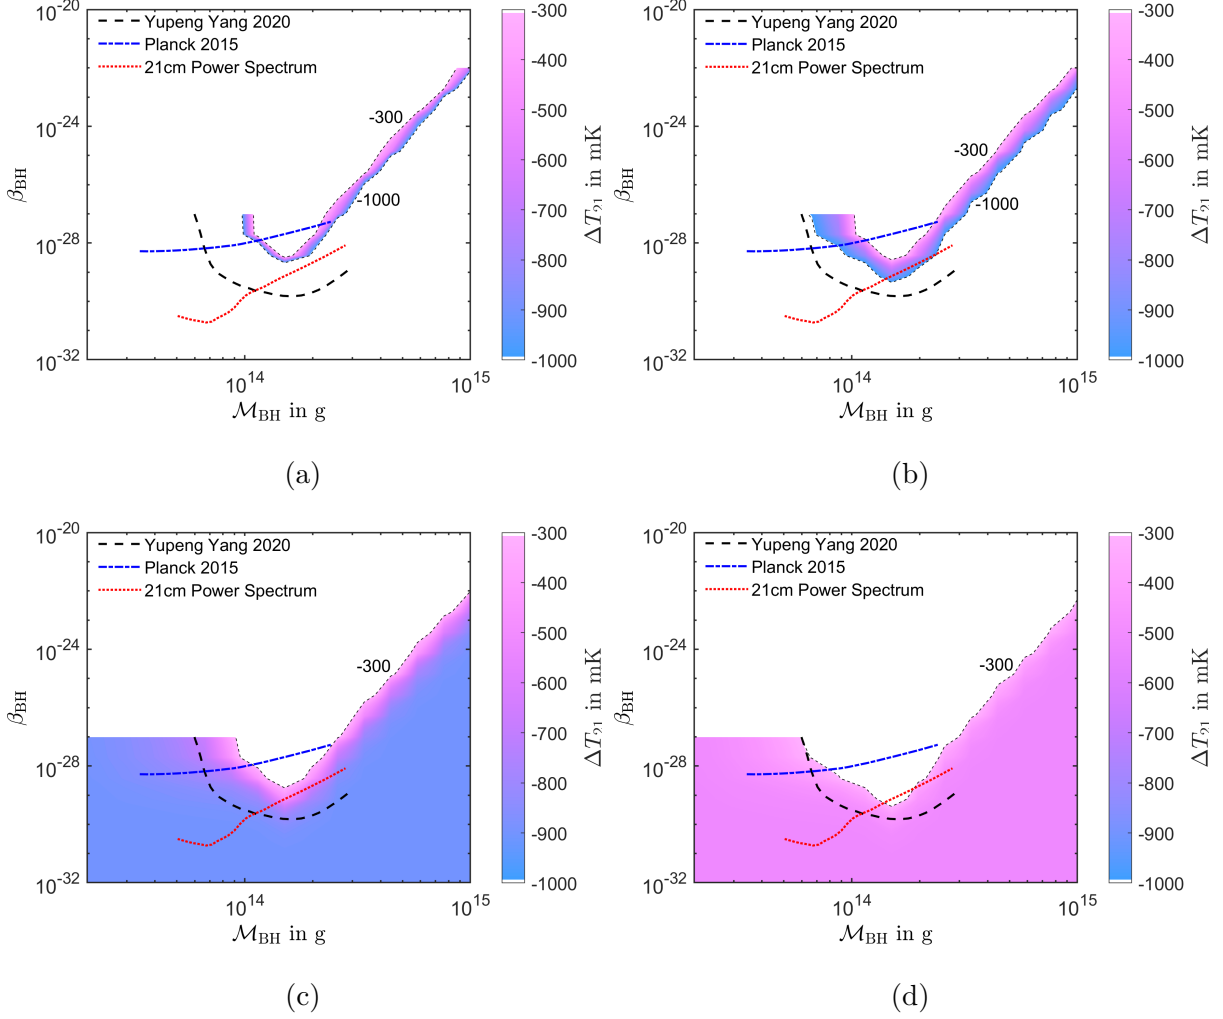 10^-20
10^-24
10^-28
10^-32
β_BH
Yupeng Yang 2020
Planck 2015
21cm Power Spectrum
-300
-1000
10^14
10^15
ℳ_BH in g
-300
-400
-500
-600
-700
-800
-900
-1000
ΔT_21 in mK
(a)
10^-20
10^-24
10^-28
10^-32
β_BH
Yupeng Yang 2020
Planck 2015
21cm Power Spectrum
-300
-1000
10^14
10^15
ℳ_BH in g
-300
-400
-500
-600
-700
-800
-900
-1000
ΔT_21 in mK
(b)
10^-20
10^-24
10^-28
10^-32
β_BH
Yupeng Yang 2020
Planck 2015
21cm Power Spectrum
-300
10^14
10^15
ℳ_BH in g
-300
-400
-500
-600
-700
-800
-900
-1000
ΔT_21 in mK
(c)
10^-20
10^-24
10^-28
10^-32
β_BH
Yupeng Yang 2020
Planck 2015
21cm Power Spectrum
-300
10^14
10^15
ℳ_BH in g
-300
-400
-500
-600
-700
-800
-900
-1000
ΔT_21 in mK
(d)